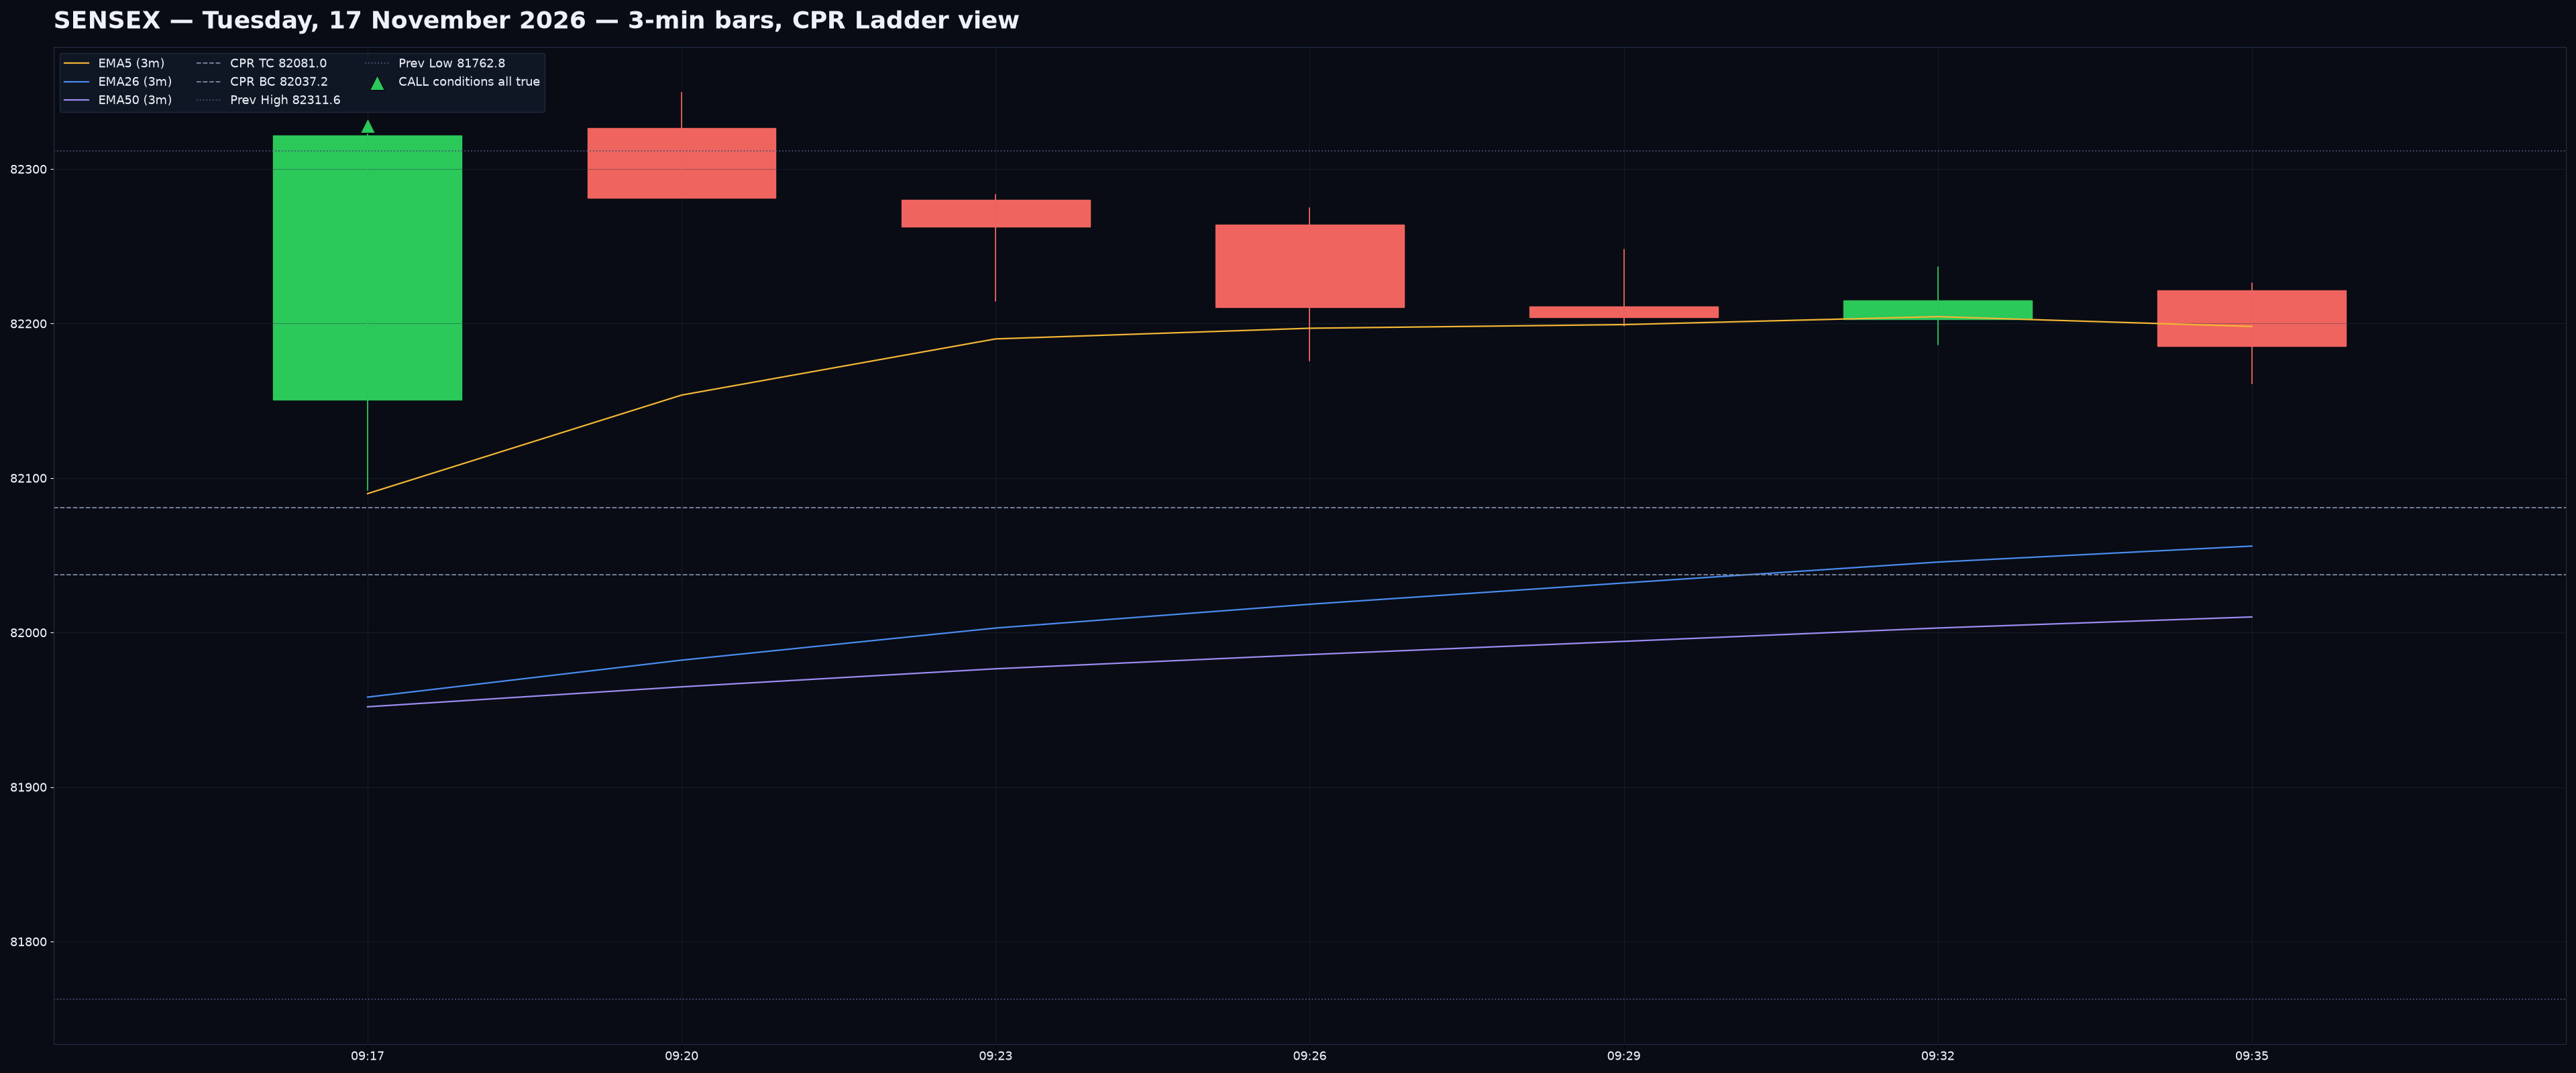 SENSEX — Tuesday, 17 November 2026 — 3-min bars, CPR Ladder view
EMA5 (3m)
EMA26 (3m)
EMA50 (3m)
CPR TC 82081.0
CPR BC 82037.2
Prev High 82311.6
Prev Low 81762.8
CALL conditions all true
82300
82200
82100
82000
81900
81800
09:17
09:20
09:23
09:26
09:29
09:32
09:35